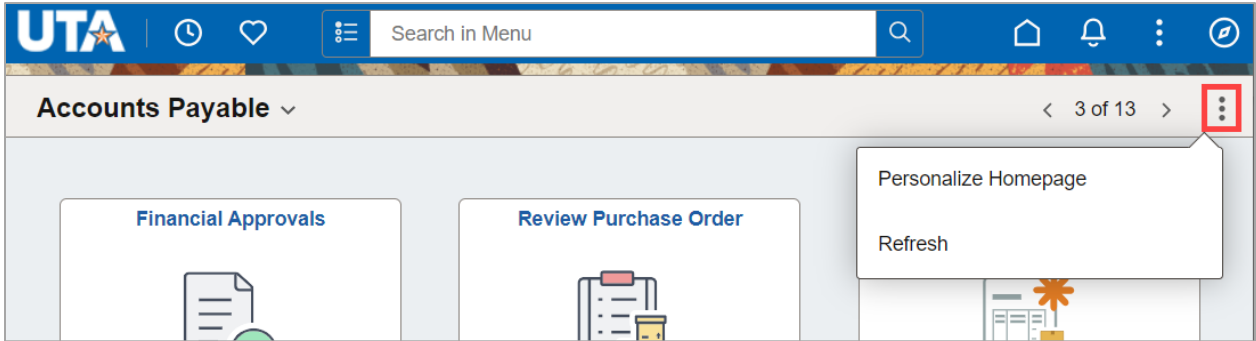 UTA
Search in Menu
Accounts Payable
3 of 13
Personalize Homepage
Refresh
Financial Approvals
Review Purchase Order